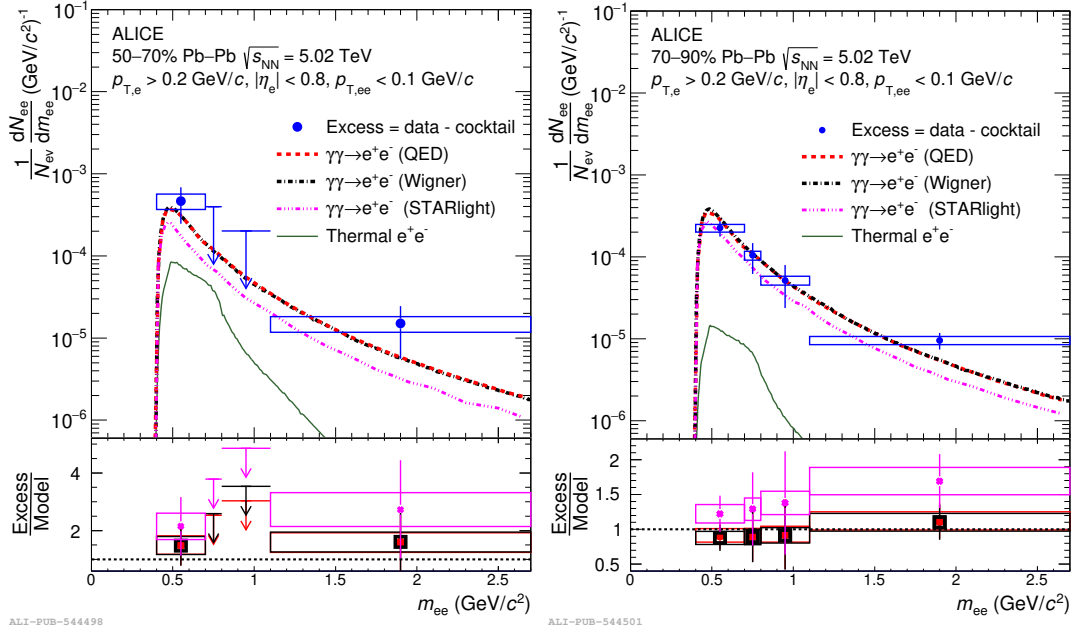 ALICE
50−70% Pb−Pb √sNN = 5.02 TeV
pT,e > 0.2 GeV/c, |ηe| < 0.8, pT,ee < 0.1 GeV/c
Excess = data - cocktail
γγ→e+e- (QED)
γγ→e+e- (Wigner)
γγ→e+e- (STARlight)
Thermal e+e−
1/Nev dNee/dmee (GeV/c2)-1
10−1
10−2
10−3
10−4
10−5
10−6
Excess
Model
4
2
0 0.5 1 1.5 2 2.5
mee (GeV/c2)
ALI-PUB-544498
ALICE
70−90% Pb−Pb √sNN = 5.02 TeV
pT,e > 0.2 GeV/c, |ηe| < 0.8, pT,ee < 0.1 GeV/c
Excess = data - cocktail
γγ→e+e- (QED)
γγ→e+e- (Wigner)
γγ→e+e- (STARlight)
Thermal e+e-
1/Nev dNee/dmee (GeV/c2)-1
10−1
10−2
10−3
10−4
10−5
10−6
Excess
Model
2
1.5
1
0.5
0 0.5 1 1.5 2 2.5
mee (GeV/c2)
ALI-PUB-544501